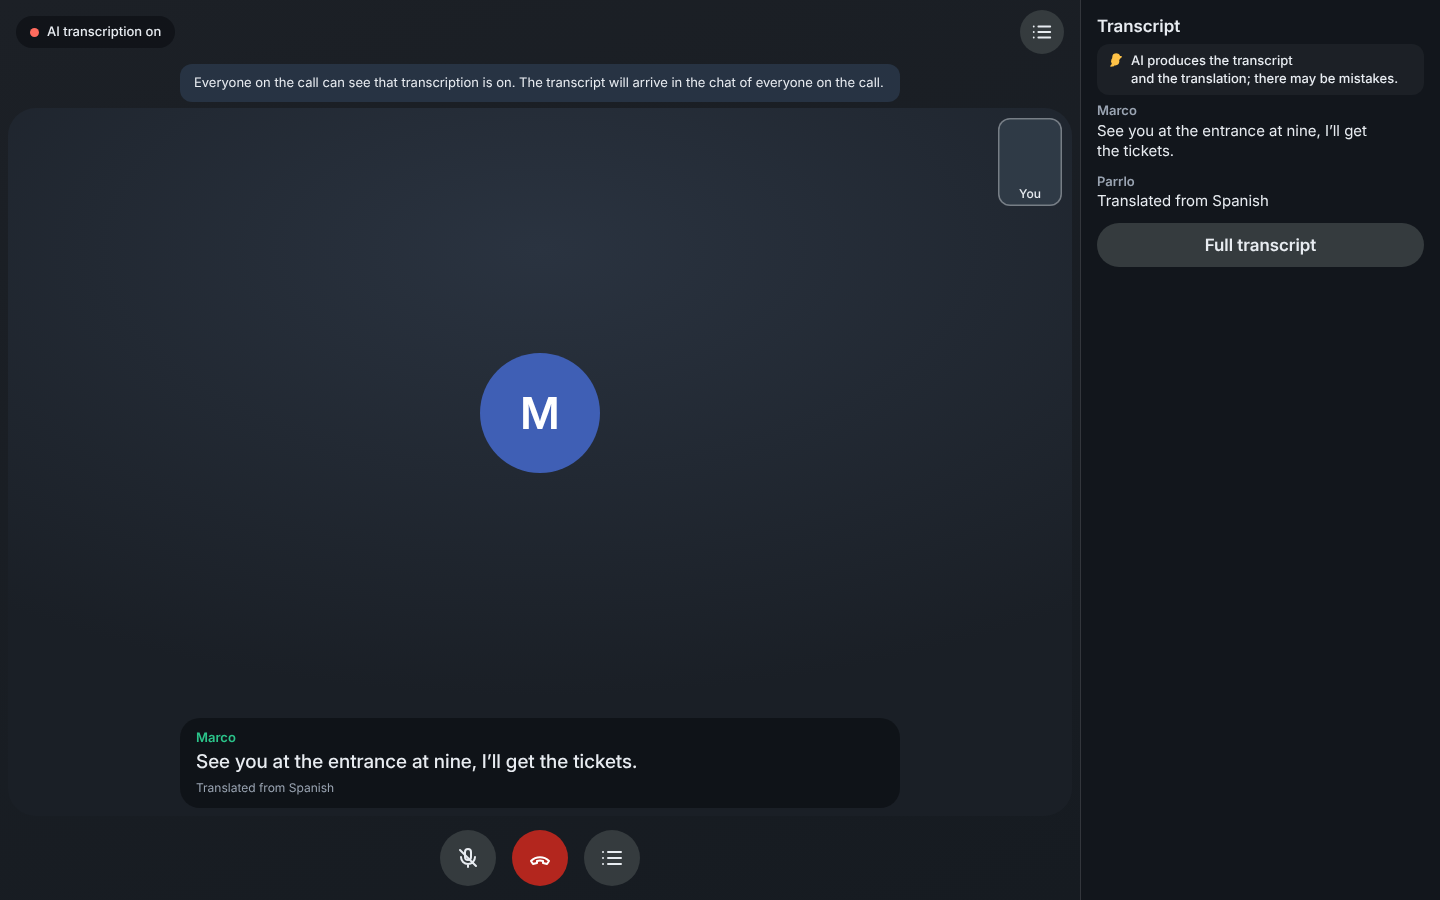 AI transcription on
Everyone on the call can see that transcription is on. The transcript will arrive in the chat of everyone on the call.
You
M
Marco
See you at the entrance at nine, I'll get the tickets.
Translated from Spanish
Transcript
AI produces the transcript
and the translation; there may be mistakes.
Marco
See you at the entrance at nine, I'll get
the tickets.
Parrlo
Translated from Spanish
Full transcript